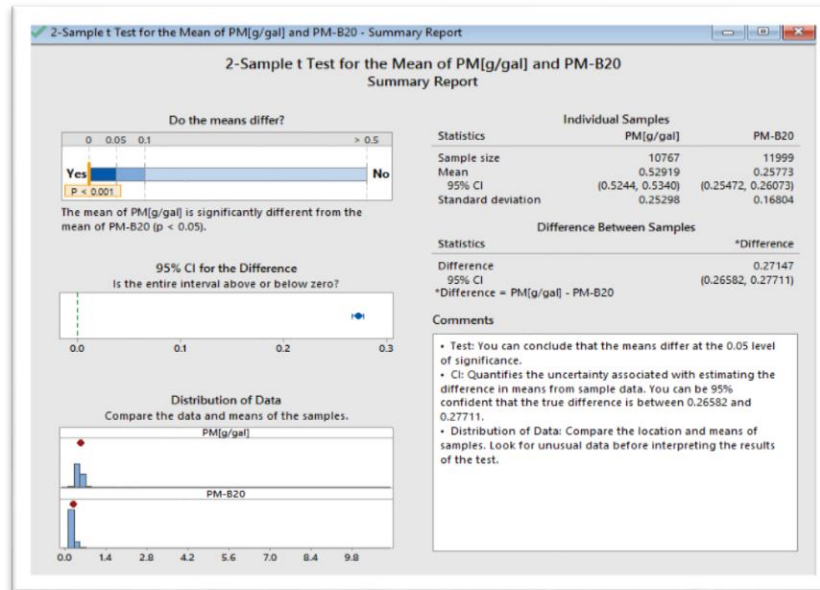 2-Sample t Test for the Mean of PM[g/gal] and PM-B20 - Summary Report
2-Sample t Test for the Mean of PM[g/gal] and PM-B20
Summary Report
Do the means differ?
0 0.05 0.1 > 0.5
Yes No
P < 0.001
The mean of PM[g/gal] is significantly different from the
mean of PM-B20 (p < 0.05).
95% CI for the Difference
Is the entire interval above or below zero?
0.0 0.1 0.2 0.3
Distribution of Data
Compare the data and means of the samples.
PM[g/gal]
PM-B20
0.0 1.4 2.8 4.2 5.6 7.0 8.4 9.8
Individual Samples
Statistics PM[g/gal] PM-B20
Sample size 10767 11999
Mean 0.52919 0.25773
95% CI (0.5244, 0.5340) (0.25472, 0.26073)
Standard deviation 0.25298 0.16804
Difference Between Samples
Statistics *Difference
Difference 0.27147
95% CI (0.26582, 0.27711)
*Difference = PM[g/gal] - PM-B20
Comments
• Test: You can conclude that the means differ at the 0.05 level
of significance.
• CI: Quantifies the uncertainty associated with estimating the
difference in means from sample data. You can be 95%
confident that the true difference is between 0.26582 and
0.27711.
• Distribution of Data: Compare the location and means of
samples. Look for unusual data before interpreting the results
of the test.